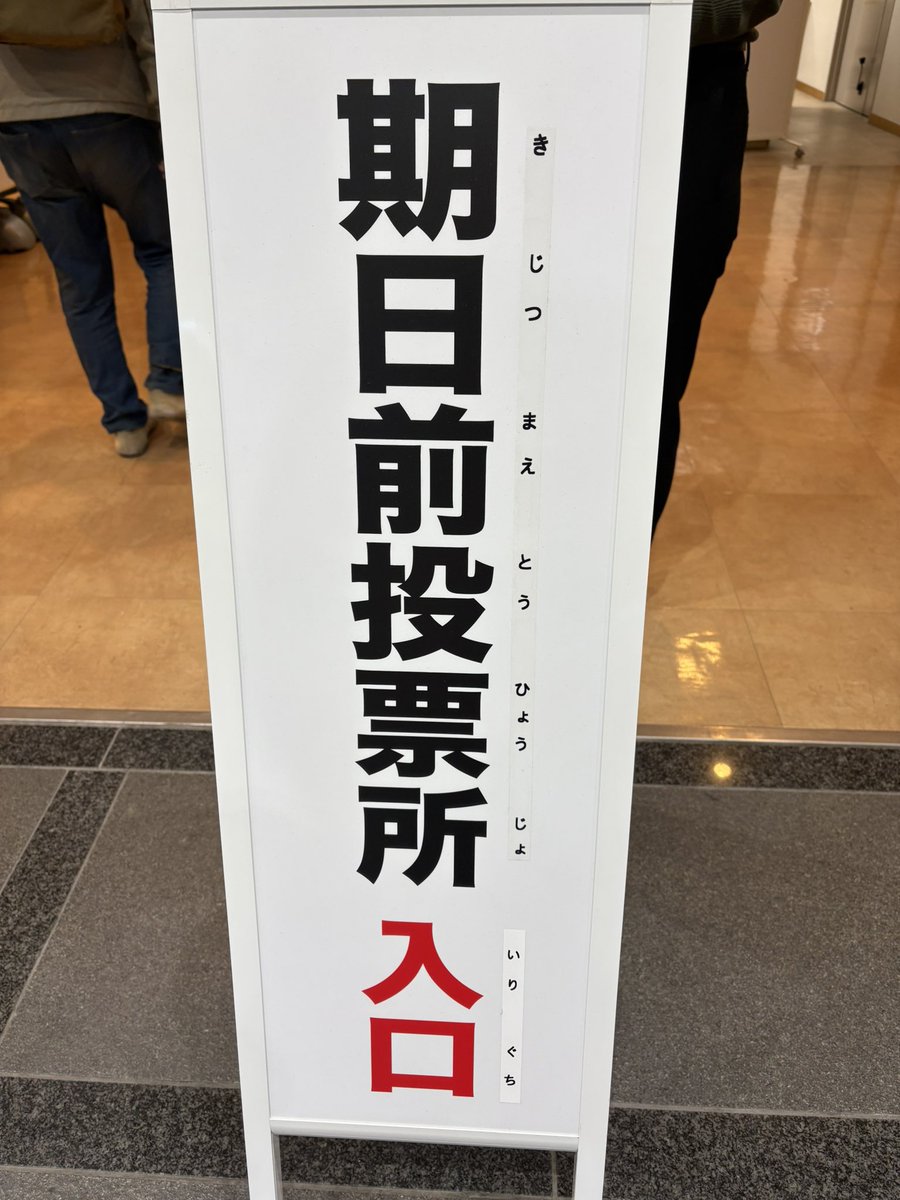 期日前投票所 入口
きじつまえとうひょうじょ
いりぐち